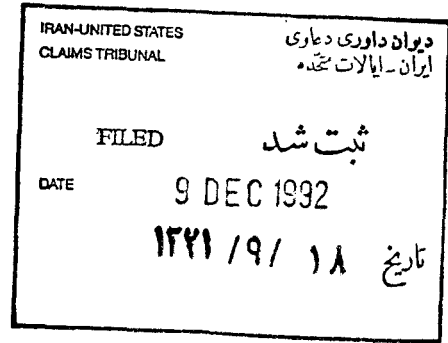 IRAN-UNITED STATES
CLAIMS TRIBUNAL
دیوان داوری دعاوی
ایران - ایالات متحده
FILED ثبت شد
DATE 9 DEC 1992
تاریخ ۱۸ /۹/ ۱۳۷۱